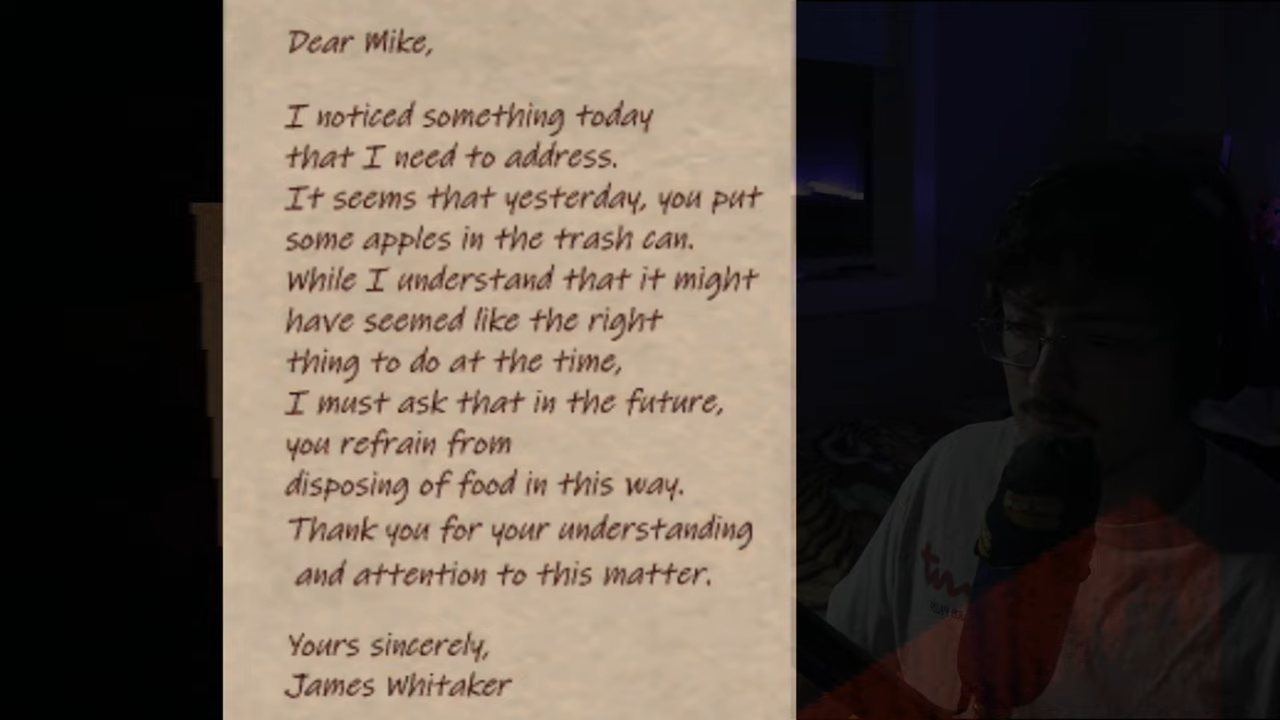 Dear Mike,
I noticed something today
that I need to address.
It seems that yesterday, you put
some apples in the trash can.
While I understand that it might
have seemed like the right
thing to do at the time,
I must ask that in the future,
you refrain from
disposing of food in this way.
Thank you for your understanding
and attention to this matter.
Yours sincerely,
James Whitaker